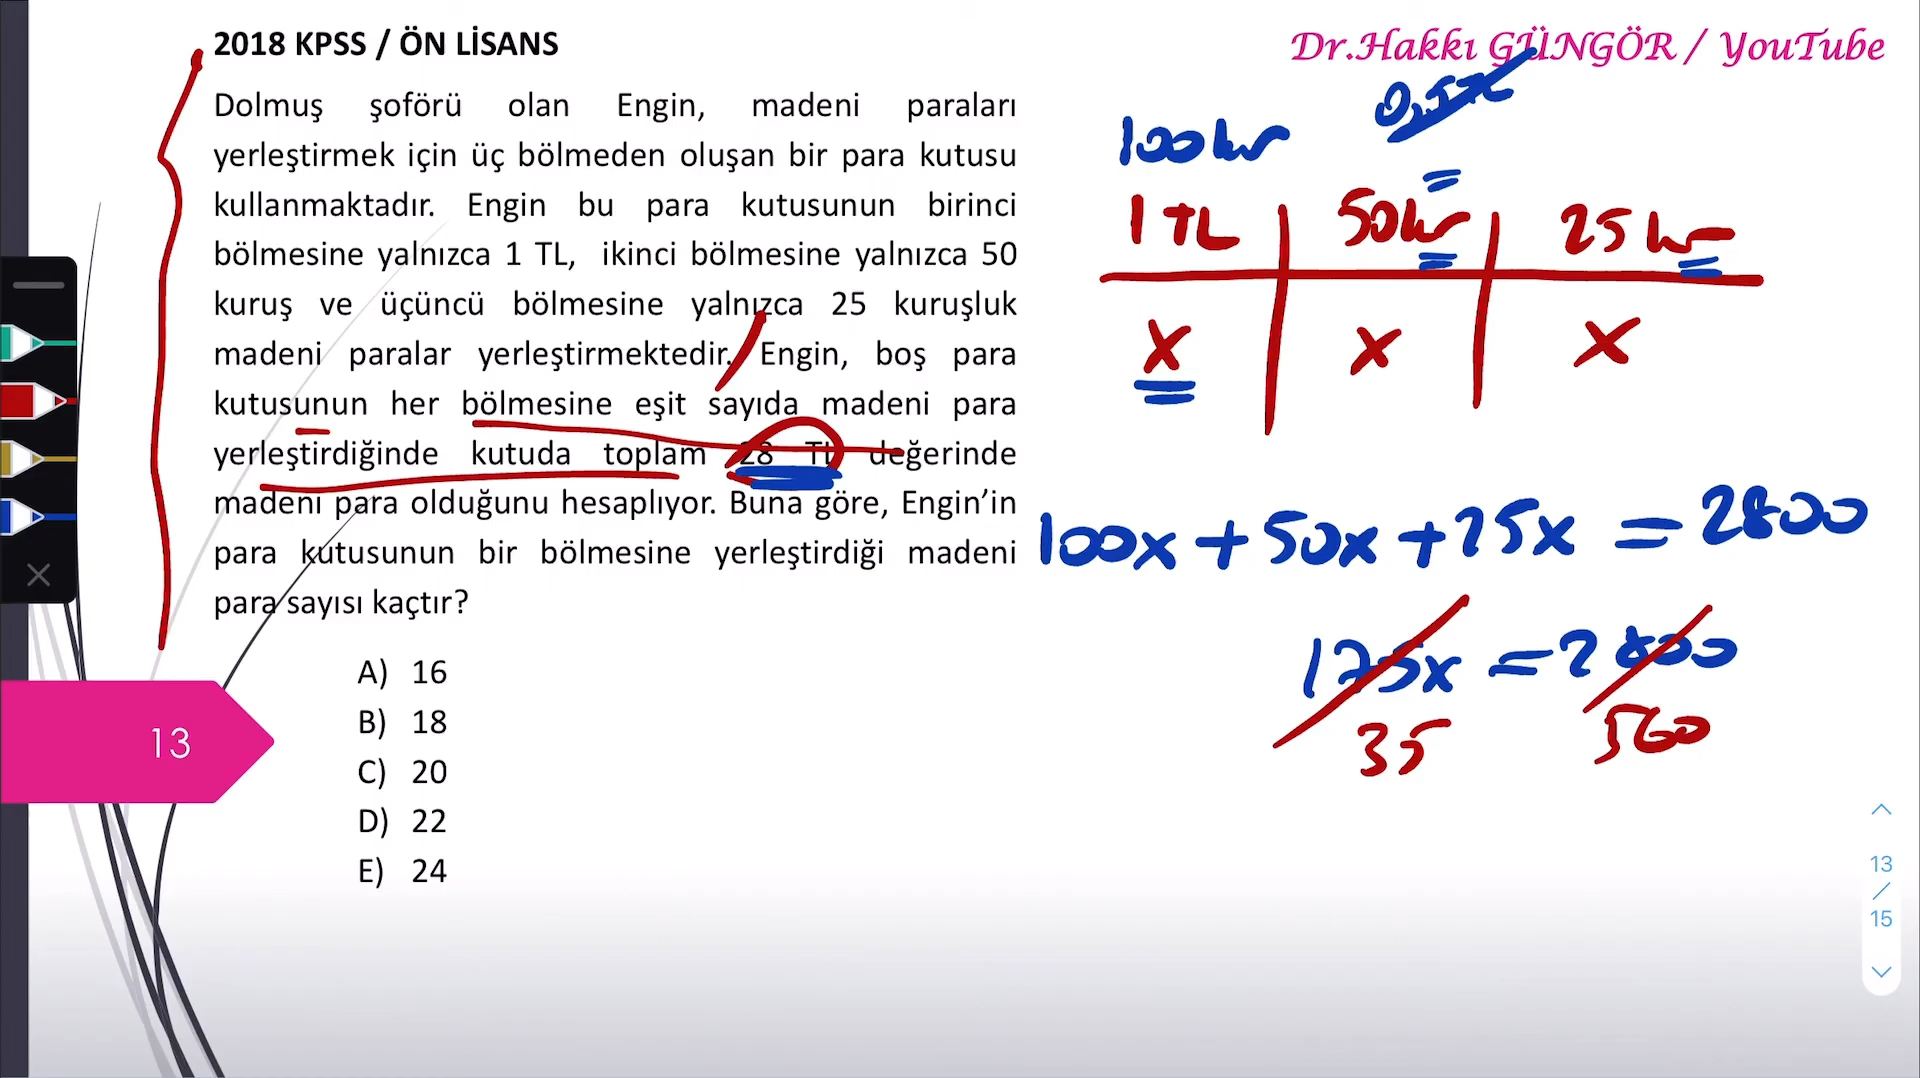 2018 KPSS / ÖN LİSANS
Dr.Hakkı GÜNGÖR / YouTube
Dolmuş şoförü olan Engin, madeni paraları
yerleştirmek için üç bölmeden oluşan bir para kutusu
kullanmaktadır. Engin bu para kutusunun birinci
bölmesine yalnızca 1 TL, ikinci bölmesine yalnızca 50
kuruş ve üçüncü bölmesine yalnızca 25 kuruşluk
madeni paralar yerleştirmektedir. Engin, boş para
kutusunun her bölmesine eşit sayıda madeni para
yerleştirdiğinde kutuda toplam 28 TL değerinde
madeni para olduğunu hesaplıyor. Buna göre, Engin'in
para kutusunun bir bölmesine yerleştirdiği madeni
para sayısı kaçtır?
A) 16
B) 18
C) 20
D) 22
E) 24
13
100kr
1 TL 50kr 25kr
x x x
100x + 50x + 25x = 2800
175x = 2800
35 560
13
/
15